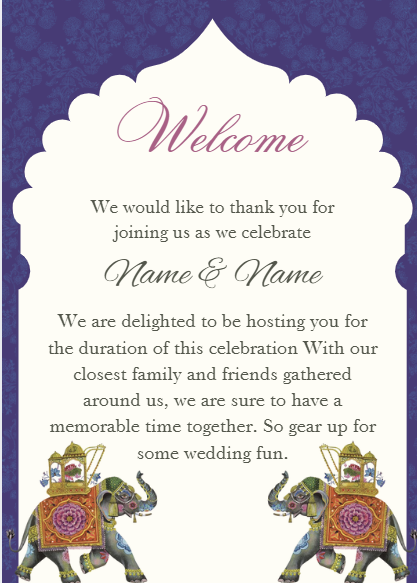 Welcome
We would like to thank you for
joining us as we celebrate
Name & Name
We are delighted to be hosting you for
the duration of this celebration With our
closest family and friends gathered
around us, we are sure to have a
memorable time together. So gear up for
some wedding fun.